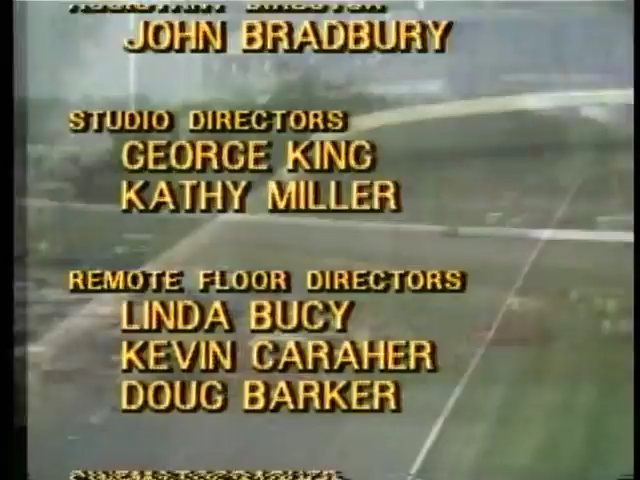 JOHN BRADBURY
STUDIO DIRECTORS
GEORGE KING
KATHY MILLER
REMOTE FLOOR DIRECTORS
LINDA BUCY
KEVIN CARAHER
DOUG BARKER